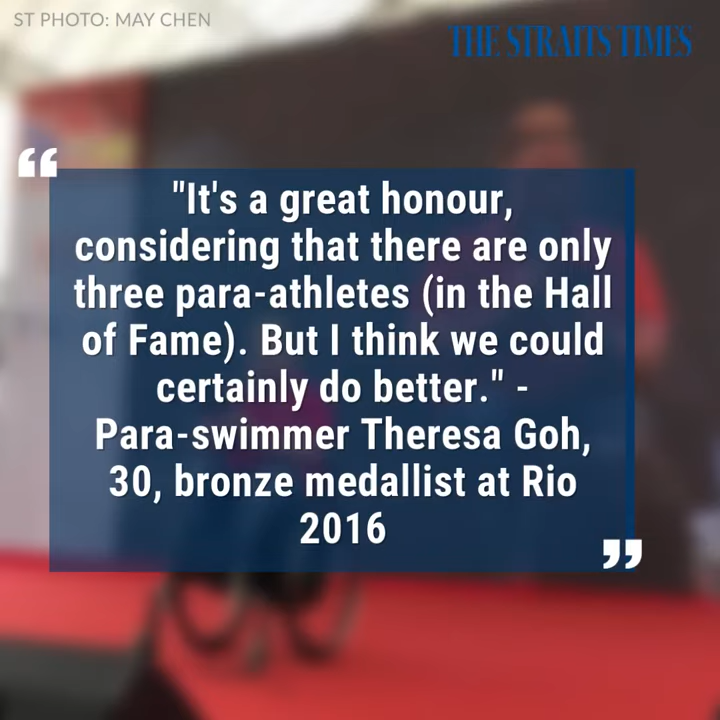 ST PHOTO: MAY CHEN
THE STRAITS TIMES
“
"It's a great honour,
considering that there are only
three para-athletes (in the Hall
of Fame). But I think we could
certainly do better." -
Para-swimmer Theresa Goh,
30, bronze medallist at Rio
2016
”